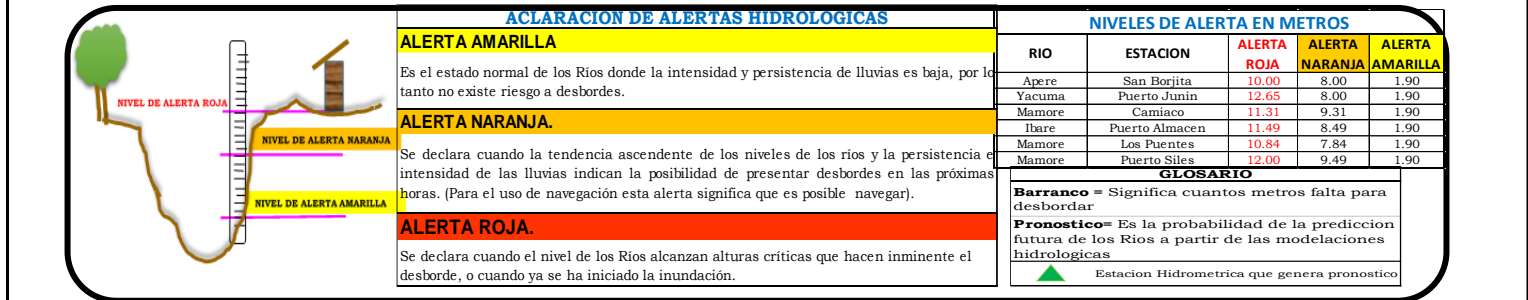 NIVEL DE ALERTA ROJA
NIVEL DE ALERTA NARANJA
NIVEL DE ALERTA AMARILLA
ACLARACION DE ALERTAS HIDROLOGICAS
ALERTA AMARILLA
Es el estado normal de los Ríos donde la intensidad y persistencia de lluvias es baja, por lo
tanto no existe riesgo a desbordes.
ALERTA NARANJA.
Se declara cuando la tendencia ascendente de los niveles de los ríos y la persistencia e
intensidad de las lluvias indican la posibilidad de presentar desbordes en las próximas
horas. (Para el uso de navegación esta alerta significa que es posible navegar).
ALERTA ROJA.
Se declara cuando el nivel de los Ríos alcanzan alturas críticas que hacen inminente el
desborde, o cuando ya se ha iniciado la inundación.
NIVELES DE ALERTA EN METROS
RIO ESTACION ALERTA ROJA ALERTA NARANJA ALERTA AMARILLA
Apere San Borjita 10.00 8.00 1.90
Yacuma Puerto Junin 12.65 8.00 1.90
Mamore Camiaco 11.31 9.31 1.90
Ibare Puerto Almacen 11.49 8.49 1.90
Mamore Los Puentes 10.84 7.84 1.90
Mamore Puerto Siles 12.00 9.49 1.90
GLOSARIO
Barranco = Significa cuantos metros falta para
desbordar
Pronostico= Es la probabilidad de la prediccion
futura de los Rios a partir de las modelaciones
hidrologicas
Estacion Hidrometrica que genera pronostico